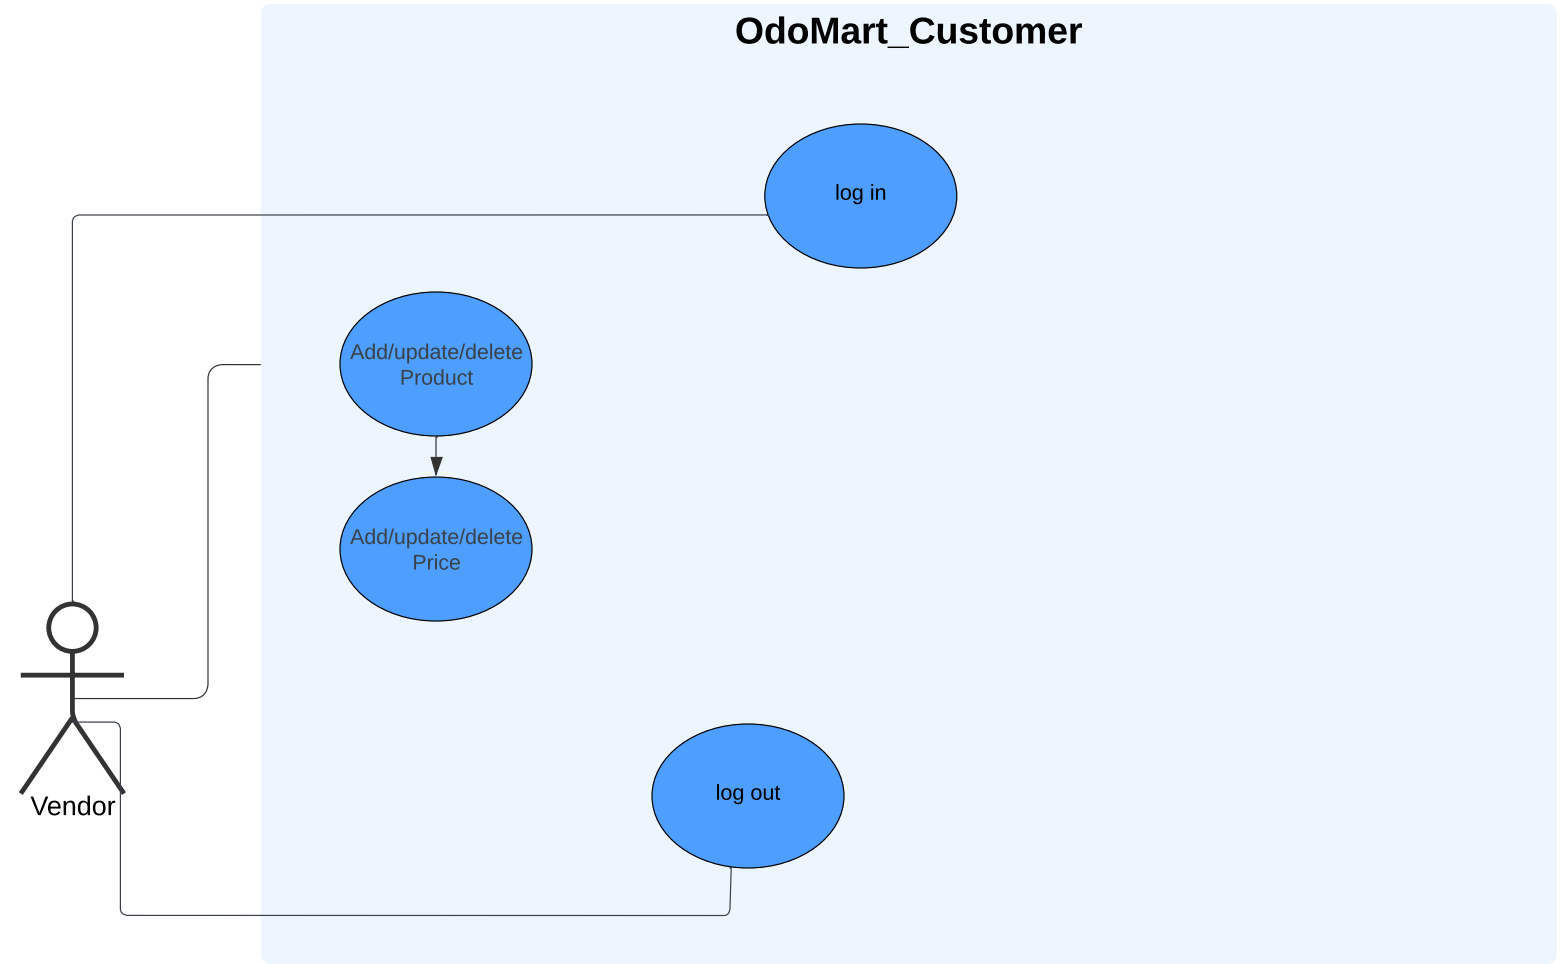 OdoMart_Customer
log in
Add/update/delete
Product
Add/update/delete
Price
log out
Vendor